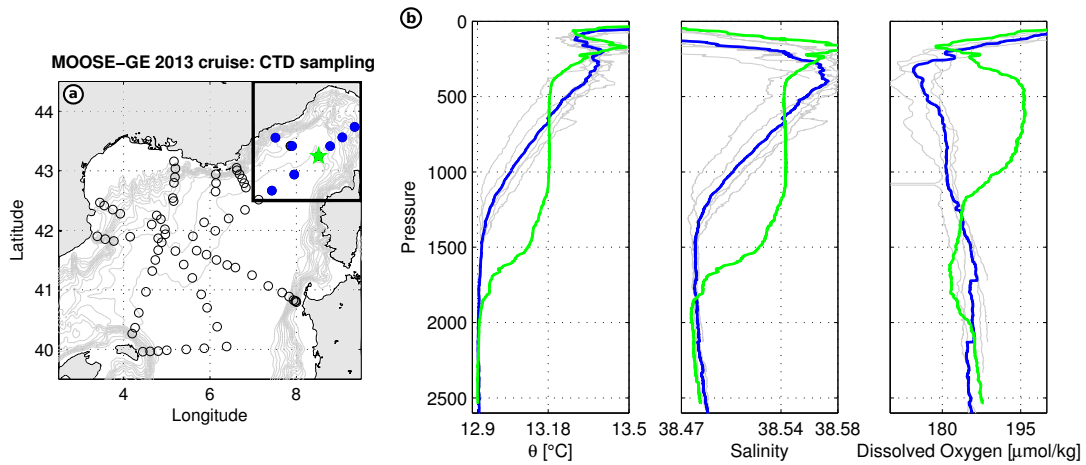 MOOSE−GE 2013 cruise: CTD sampling
a
44
43
42
41
40
Latitude
4
6
8
Longitude
b
0
500
1000
1500
2000
2500
Pressure
12.9
13.18
13.5
θ [°C]
38.47
38.54
38.58
Salinity
180
195
Dissolved Oxygen [μmol/kg]